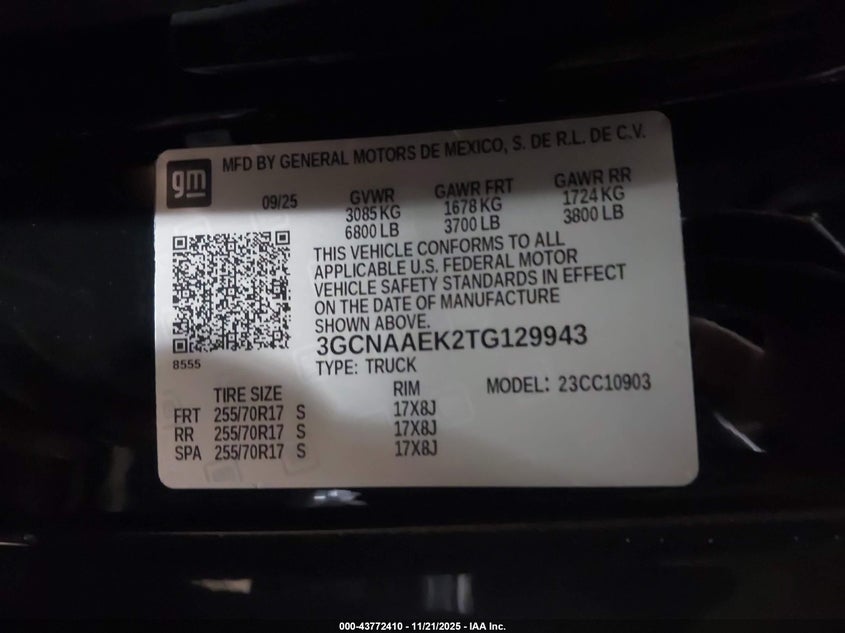 gm
MFD BY GENERAL MOTORS DE MEXICO, S. DE R.L. DE C.V.
09/25 GVWR GAWR FRT GAWR RR
3085 KG 1678 KG 1724 KG
6800 LB 3700 LB 3800 LB
THIS VEHICLE CONFORMS TO ALL
APPLICABLE U.S. FEDERAL MOTOR
VEHICLE SAFETY STANDARDS IN EFFECT
ON THE DATE OF MANUFACTURE
SHOWN ABOVE.
3GCNAAEK2TG129943
8555
TYPE: TRUCK
TIRE SIZE RIM MODEL: 23CC10903
FRT 255/70R17 S 17X8J
RR 255/70R17 S 17X8J
SPA 255/70R17 S 17X8J
000-43772410 - 11/21/2025 - IAA Inc.